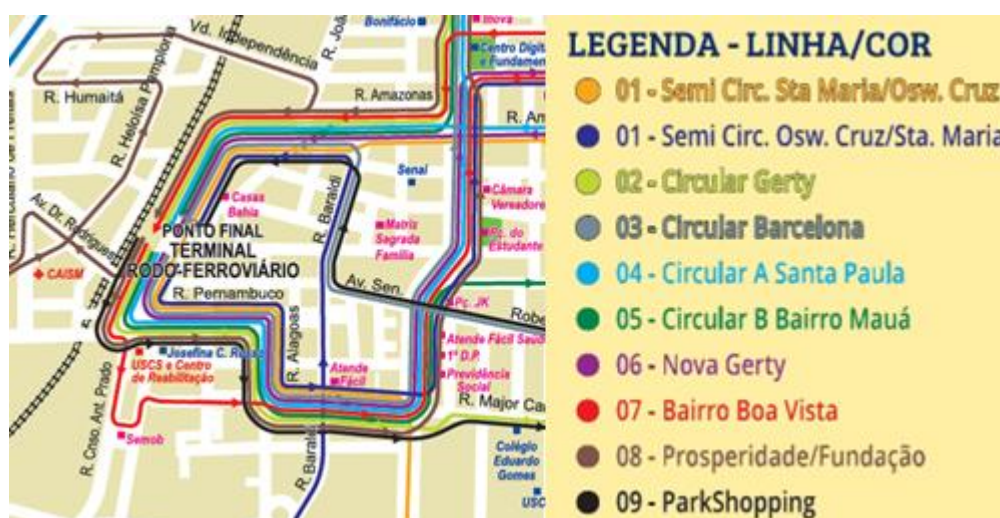 Bonifácio
Inova
Vd. Independência
R. Joã
Centro Digit
e Fundament
R. Humaitá
R. Heloísa Pamplona
R. Amazonas
R. Am
Senai
Casas
Bahia
R. Baraldi
Câmara
Vereadore
Matriz
Sagrada
Família
Pç. do
Estudante
Av. Dr. Rodrigues
PONTO FINAL
TERMINAL
RODO-FERROVIÁRIO
CAISM
R. Pernambuco
Av. Sen.
Robe
Pç. JK
R. Alagoas
Josefina C. Russo
USCS e Centro
de Reabilitação
Atende
Fácil
Atende Fácil Saúd
1º D.P.
Previdência
Social
R. Major Ca
R. Cnso. Ant. Prado
Semob
R. Baraldi
Colégio
Eduardo
Gomes
USC
LEGENDA - LINHA/COR
01 - Semi Circ. Sta Maria/Osw. Cruz
01 - Semi Circ. Osw. Cruz/Sta. Maria
02 - Circular Gerty
03 - Circular Barcelona
04 - Circular A Santa Paula
05 - Circular B Bairro Mauá
06 - Nova Gerty
07 - Bairro Boa Vista
08 - Prosperidade/Fundação
09 - ParkShopping